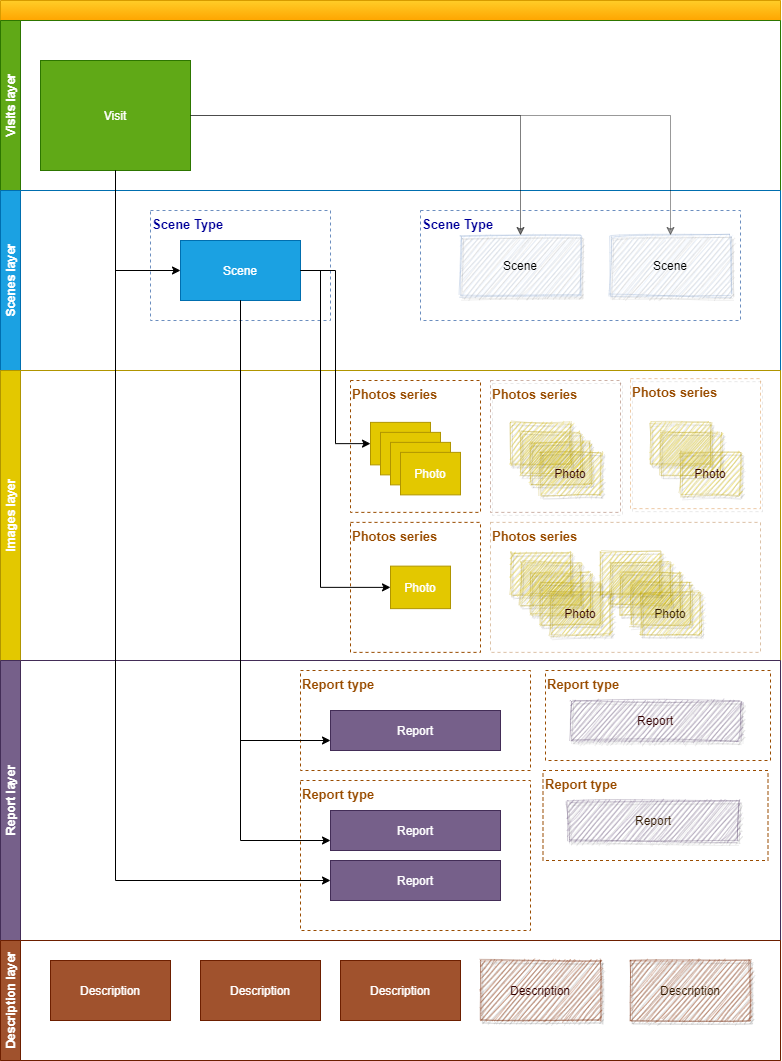 Visits layer
Visit
Scenes layer
Scene Type
Scene
Scene Type
Scene
Scene
Images layer
Photos series
Photo
Photos series
Photo
Photos series
Photo
Photos series
Photo
Photos series
Photo
Photo
Report layer
Report type
Report
Report type
Report
Report type
Report
Report
Report type
Report
Description layer
Description
Description
Description
Description
Description